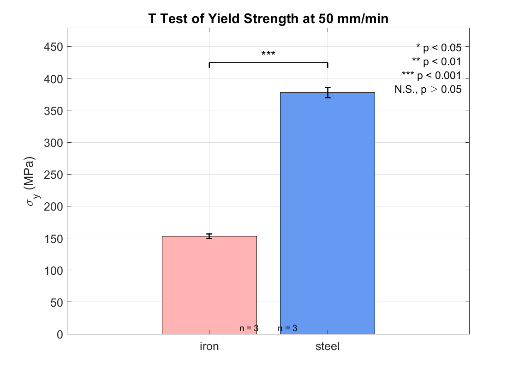 T Test of Yield Strength at 50 mm/min
450
400
350
300
250
200
150
100
50
0
σy (MPa)
***
* p < 0.05
** p < 0.01
*** p < 0.001
N.S., p > 0.05
n = 3
n = 3
iron
steel